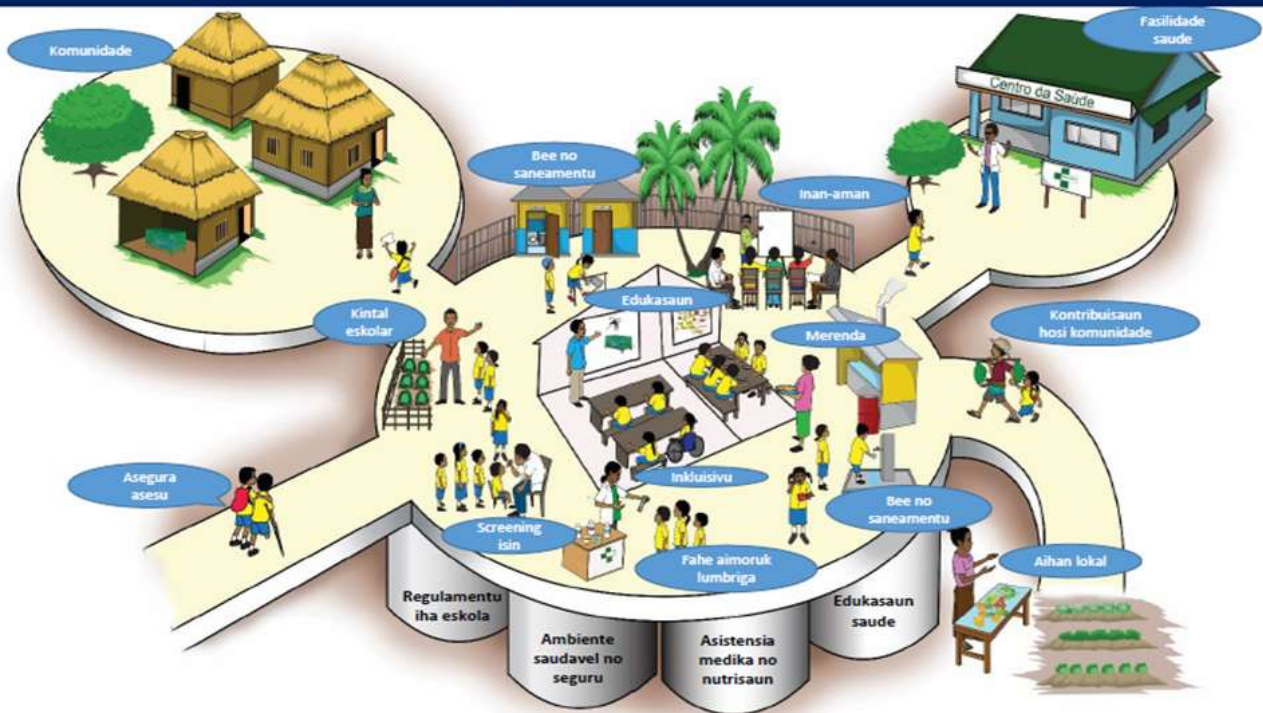 Komunidade
Fasilidade
saude
Centro da Saúde
Bee no
saneamentu
Inan-aman
Edukasaun
Kintal
eskolar
Merenda
Kontribuisaun
hosi komunidade
Asegura
asesu
Inkluisivu
Screening
isin
Fahe aimoruk
lumbriga
Bee no
saneamentu
Aihan lokal
Regulamentu
iha eskola
Ambiente
saudavel no
seguru
Asistensia
medika no
nutrisaun
Edukasaun
saude